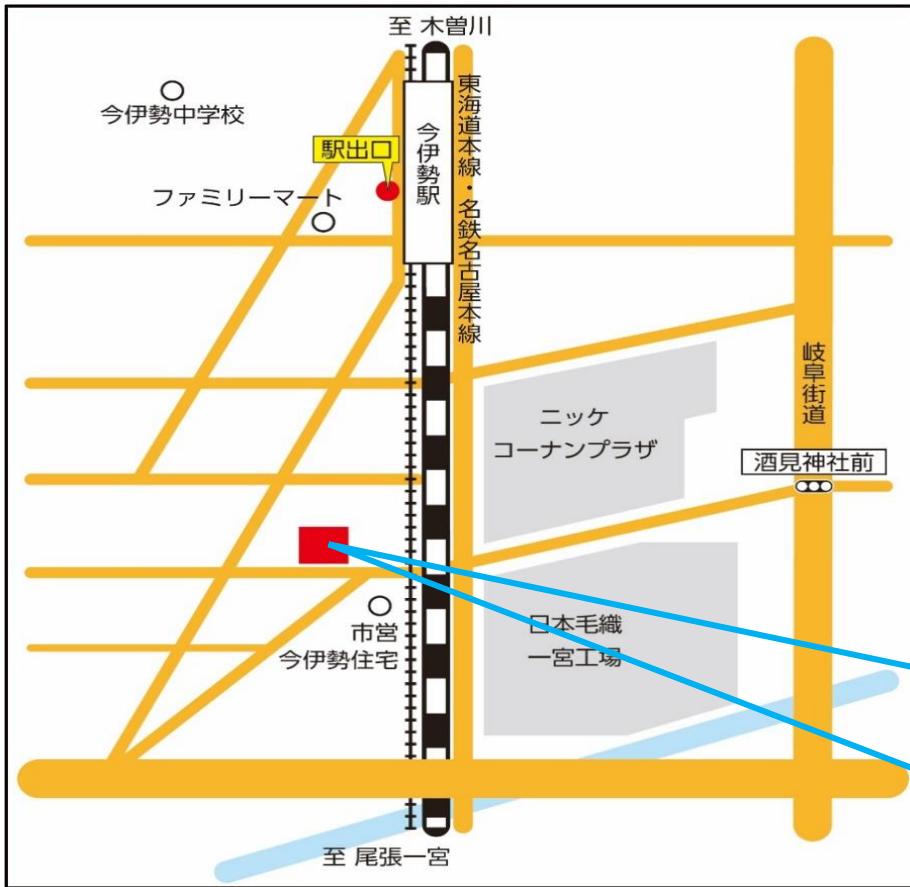 至 木曽川
今伊勢中学校
駅出口
今伊勢駅
東海道本線・名鉄名古屋本線
ファミリーマート
岐阜街道
ニッケ
コーナンプラザ
酒見神社前
市営
今伊勢住宅
日本毛織
一宮工場
至 尾張一宮